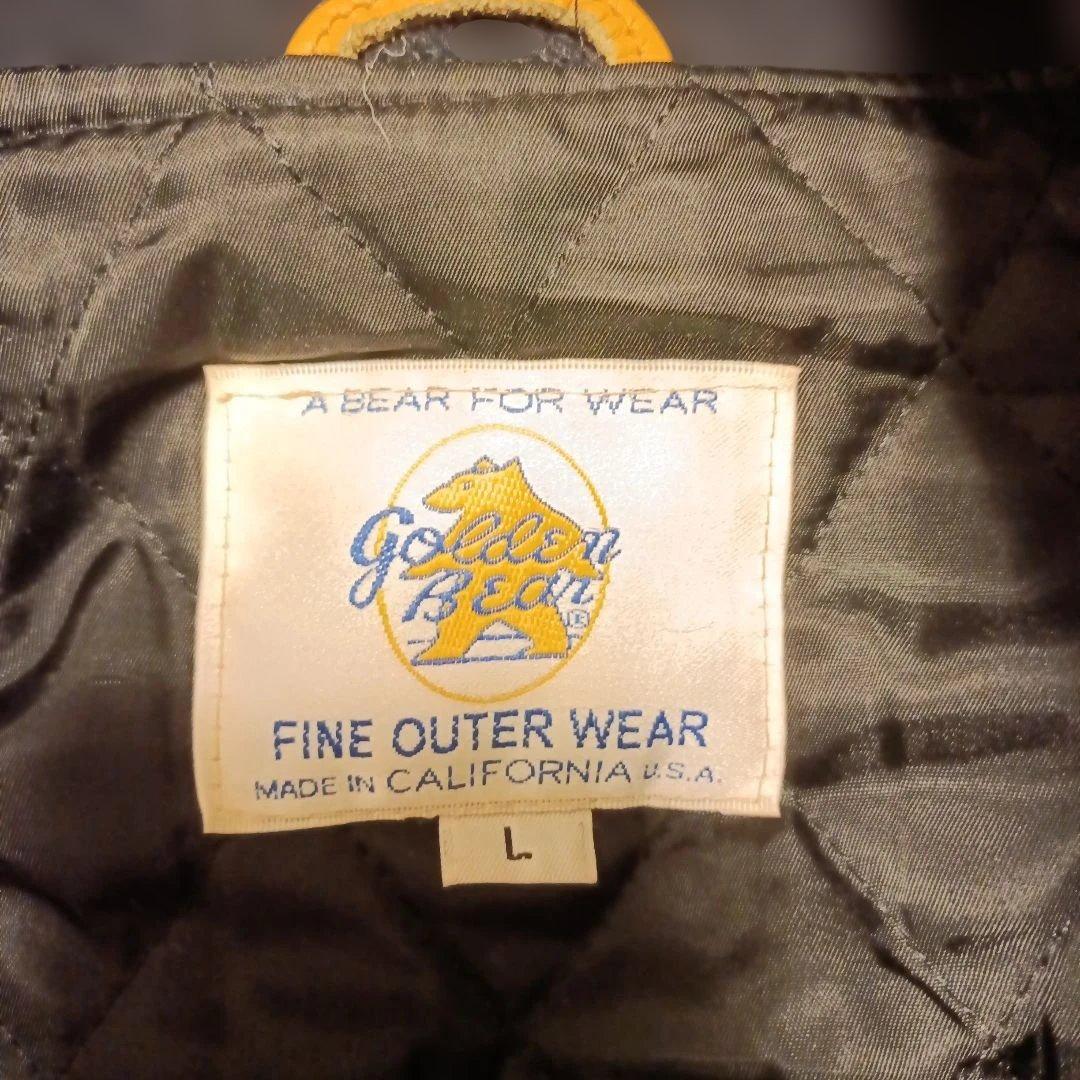 A BEAR FOR WEAR
Golden
Bear®
FINE OUTER WEAR
MADE IN CALIFORNIA U.S.A.
L